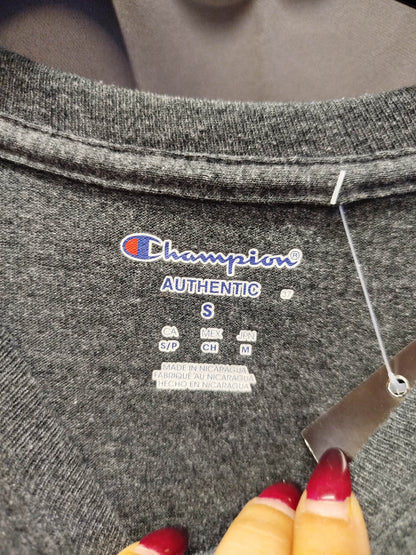 Champion®
AUTHENTIC
S
CA MEX JPN
S/P CH M
MADE IN NICARAGUA
FABRIQUÉ AU NICARAGUA
HECHO EN NICARAGUA